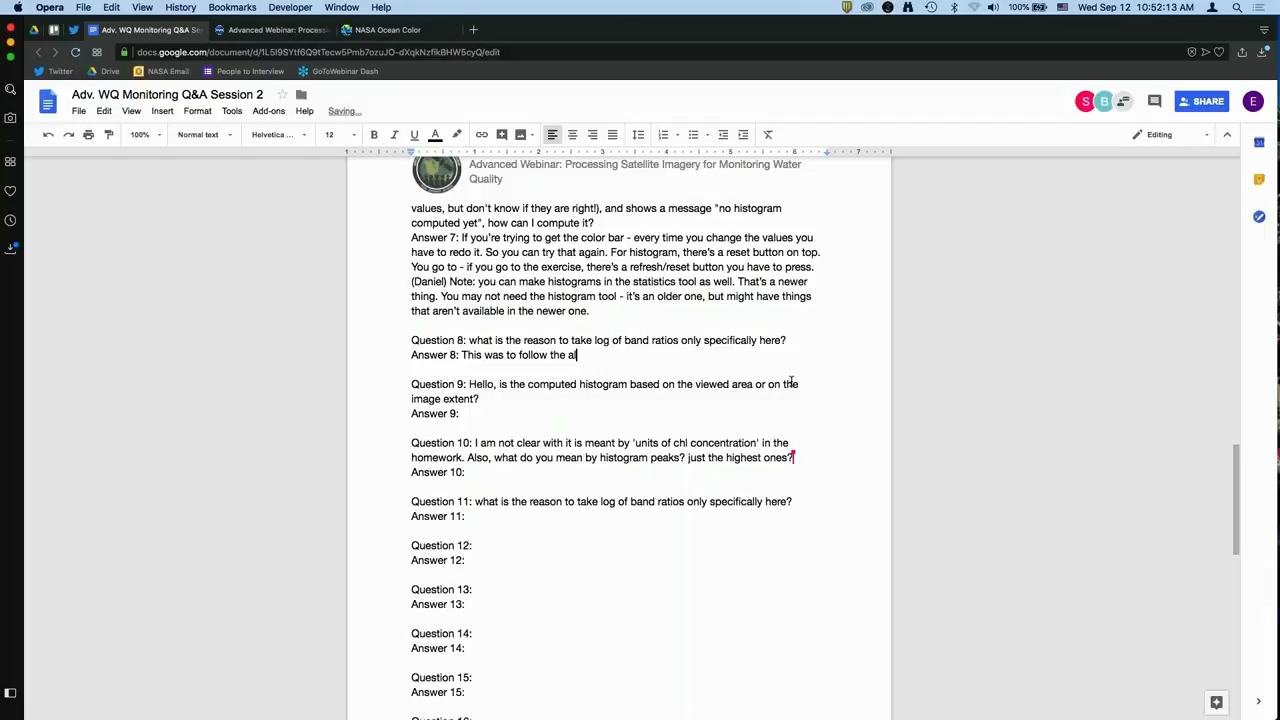 Opera File Edit View History Bookmarks Developer Window Help 100% Wed Sep 12 10:52:13 AM
Adv. WQ Monitoring Q&A Ses Advanced Webinar: Processin NASA Ocean Color
docs.google.com/document/d/1L5I9SYtf6Q9tTecw5Pmb7ozuJO-dXqkNzfikBHW5cyQ/edit
Twitter Drive NASA Email People to Interview GoToWebinar Dash
Adv. WQ Monitoring Q&A Session 2
File Edit View Insert Format Tools Add-ons Help Saving...
S B SHARE E
100% Normal text Helvetica ... 12 B I U A Editing
1 1 2 3 4 5 6 7
Advanced Webinar: Processing Satellite Imagery for Monitoring Water
Quality
values, but don't know if they are right!), and shows a message "no histogram
computed yet", how can I compute it?
Answer 7: If you're trying to get the color bar - every time you change the values you
have to redo it. So you can try that again. For histogram, there's a reset button on top.
You go to - if you go to the exercise, there's a refresh/reset button you have to press.
(Daniel) Note: you can make histograms in the statistics tool as well. That's a newer
thing. You may not need the histogram tool - it's an older one, but might have things
that aren't available in the newer one.
Question 8: what is the reason to take log of band ratios only specifically here?
Answer 8: This was to follow the al
Question 9: Hello, is the computed histogram based on the viewed area or on the
image extent?
Answer 9:
Question 10: I am not clear with it is meant by 'units of chl concentration' in the
homework. Also, what do you mean by histogram peaks? just the highest ones?
Answer 10:
Question 11: what is the reason to take log of band ratios only specifically here?
Answer 11:
Question 12:
Answer 12:
Question 13:
Answer 13:
Question 14:
Answer 14:
Question 15:
Answer 15: